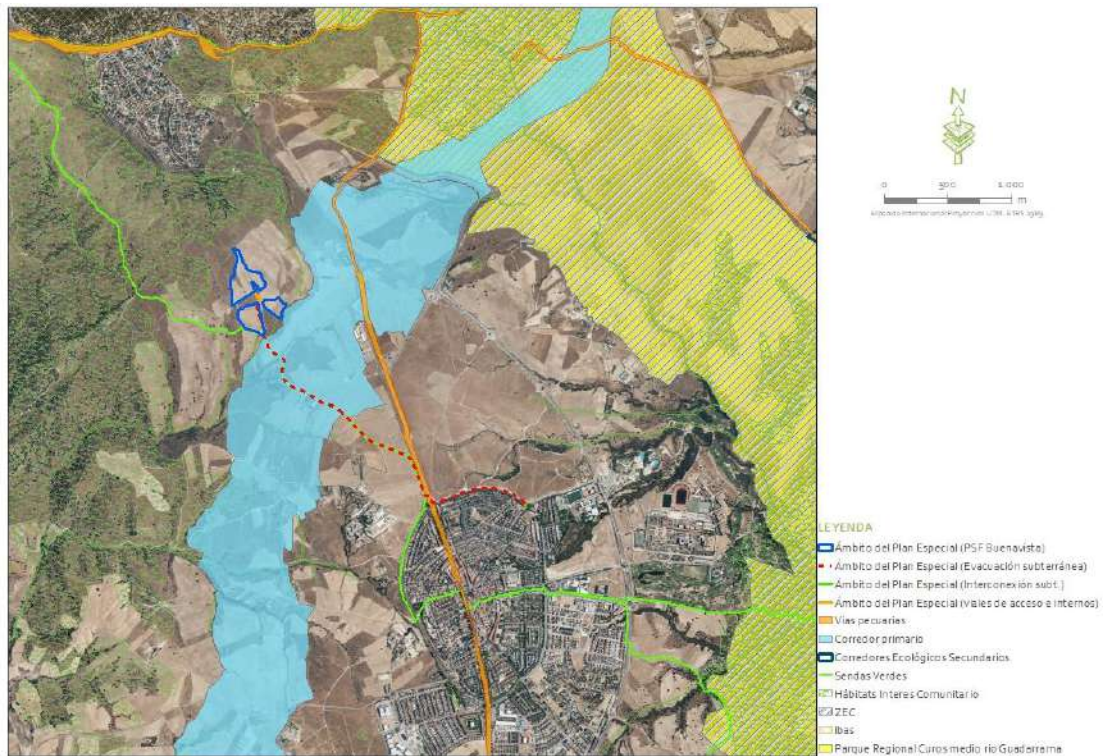 N
0 500 1.000
m
LEYENDA
Ámbito del Plan Especial (PSF Buenavista)
Ámbito del Plan Especial (Evacuación subterránea)
Ámbito del Plan Especial (Interconexión subt.)
Ámbito del Plan Especial (viales de acceso e internos)
Vías pecuarias
Corredor primario
Corredores Ecológicos Secundarios
Sendas Verdes
Hábitats Interes Comunitario
ZEC
Ibas
Parque Regional Curos medio río Guadarrama